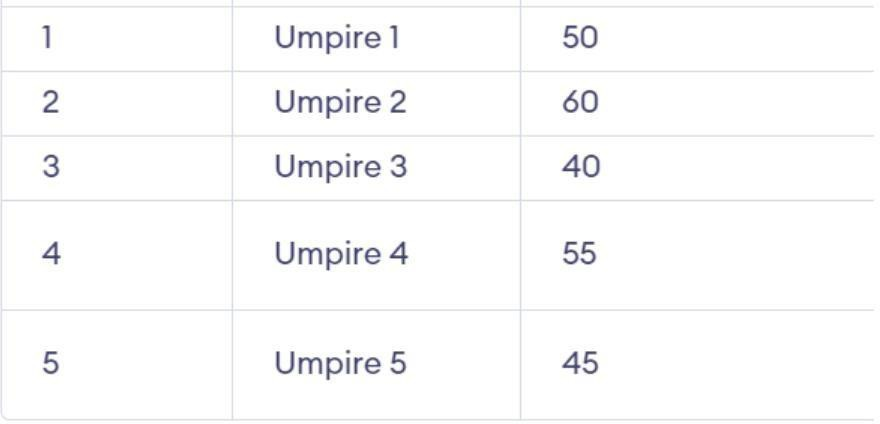 1 Umpire 1 50
2 Umpire 2 60
3 Umpire 3 40
4 Umpire 4 55
5 Umpire 5 45